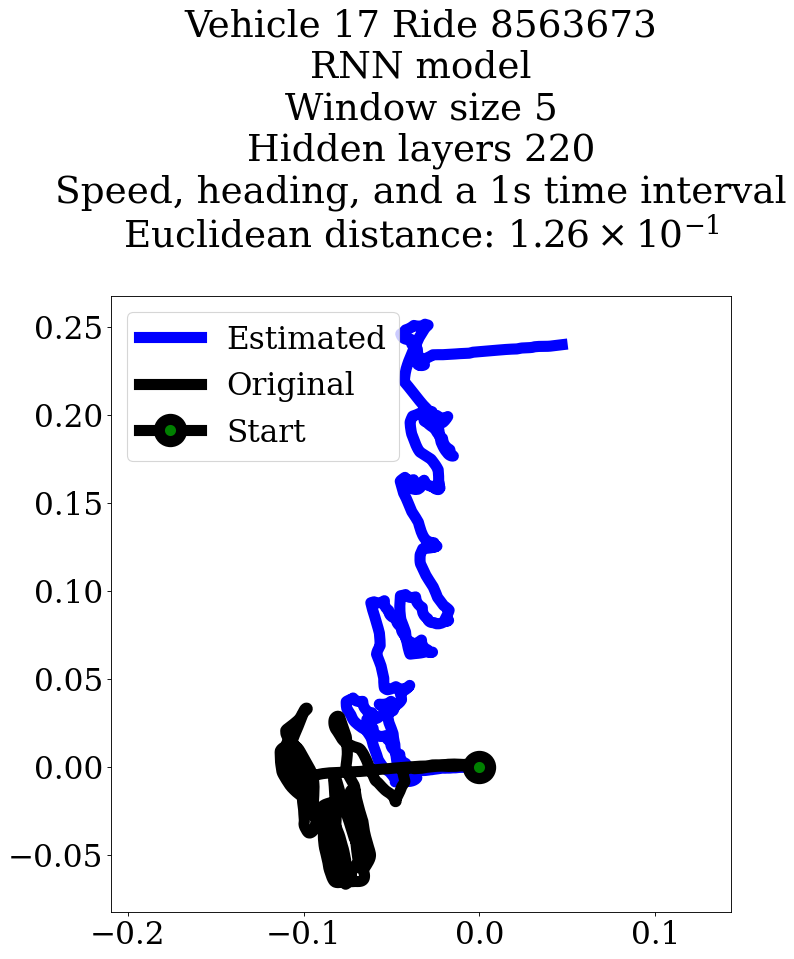 Vehicle 17 Ride 8563673
RNN model
Window size 5
Hidden layers 220
Speed, heading, and a 1s time interval
Euclidean distance: 1.26 × 10⁻¹
Estimated
Original
Start
0.25
0.20
0.15
0.10
0.05
0.00
−0.05
−0.2 −0.1 0.0 0.1